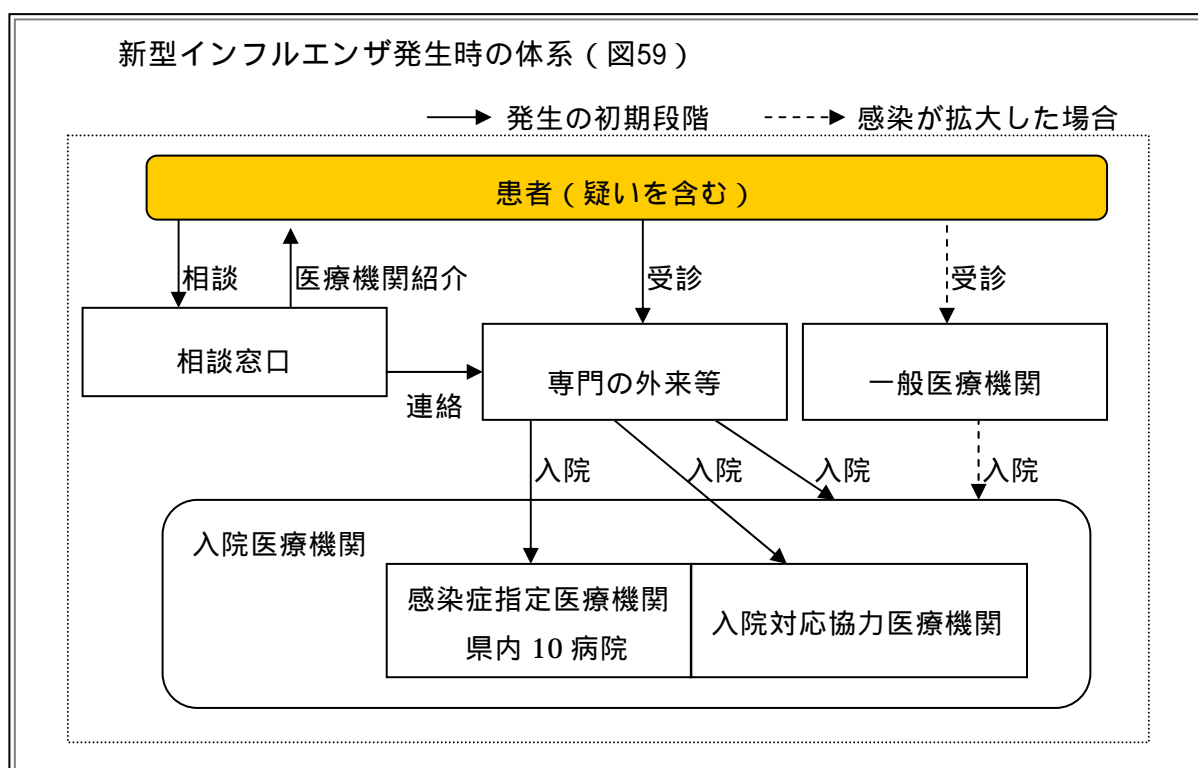 新型インフルエンザ発生時の体系（図59）
発生の初期段階
感染が拡大した場合
患者（疑いを含む）
相談
医療機関紹介
受診
受診
相談窓口
連絡
専門の外来等
一般医療機関
入院
入院
入院
入院
入院医療機関
感染症指定医療機関
県内 10 病院
入院対応協力医療機関